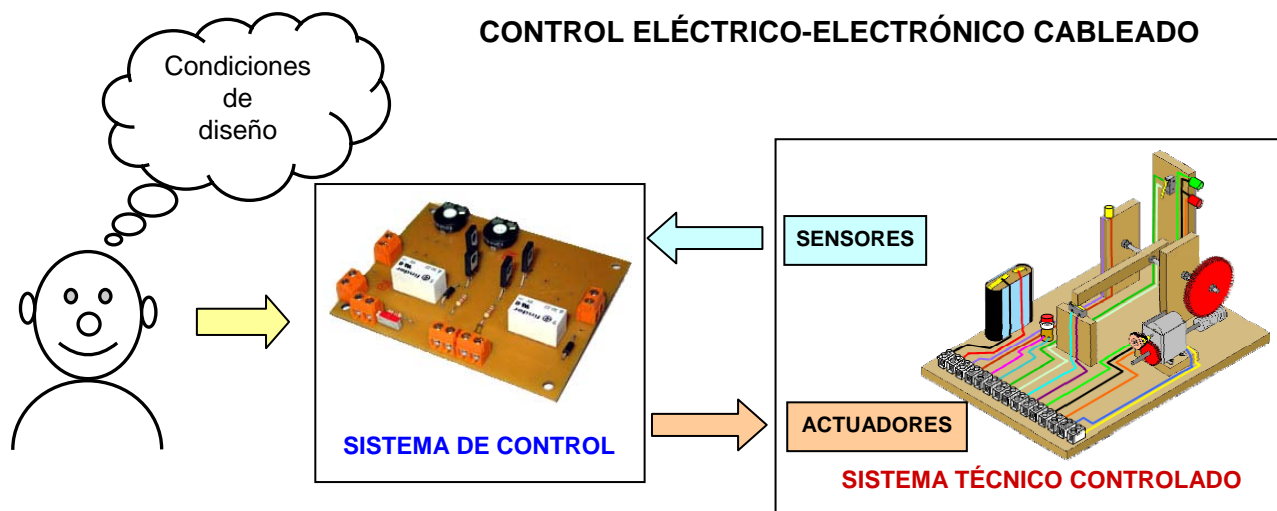 CONTROL ELÉCTRICO-ELECTRÓNICO CABLEADO
Condiciones
de
diseño
SENSORES
ACTUADORES
SISTEMA DE CONTROL
SISTEMA TÉCNICO CONTROLADO